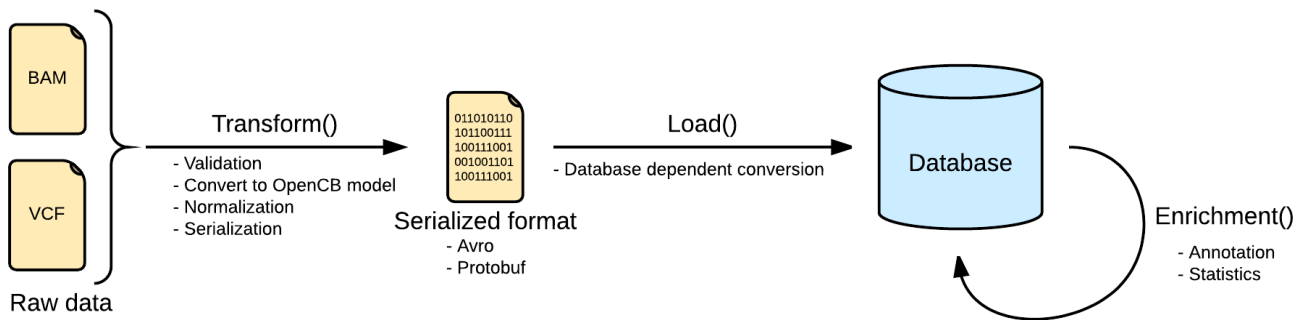 BAM
VCF
Raw data
Transform()
- Validation
- Convert to OpenCB model
- Normalization
- Serialization
011010110
101100111
100111001
001001101
100111001
Serialized format
- Avro
- Protobuf
Load()
- Database dependent conversion
Database
Enrichment()
- Annotation
- Statistics